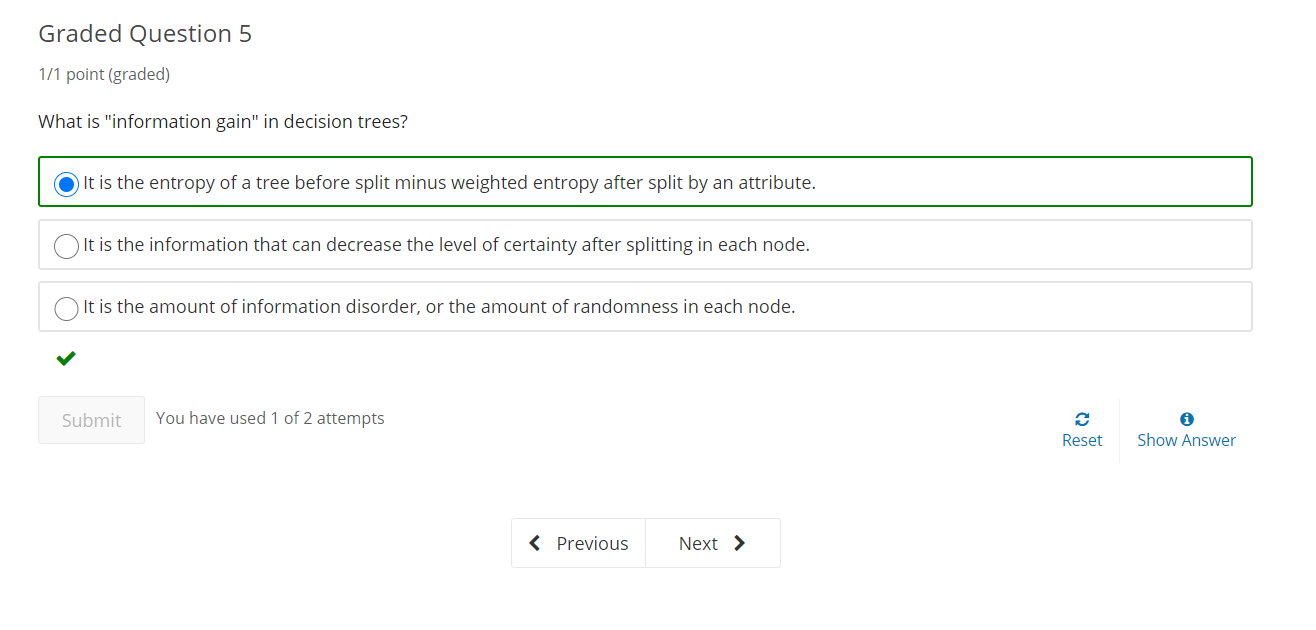 Graded Question 5
1/1 point (graded)
What is "information gain" in decision trees?
It is the entropy of a tree before split minus weighted entropy after split by an attribute.
It is the information that can decrease the level of certainty after splitting in each node.
It is the amount of information disorder, or the amount of randomness in each node.
Submit You have used 1 of 2 attempts
Reset Show Answer
Previous Next